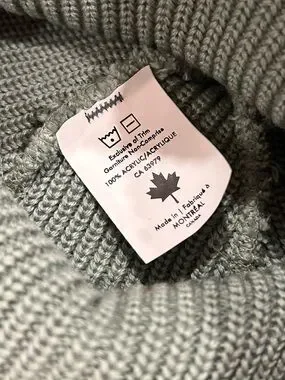 Exclusive of Trim
Garniture Non-Comprise
100% ACRYLIC/ACRYLIQUE
CA 63979
Made in / Fabriqué à
MONTRÉAL
CANADA